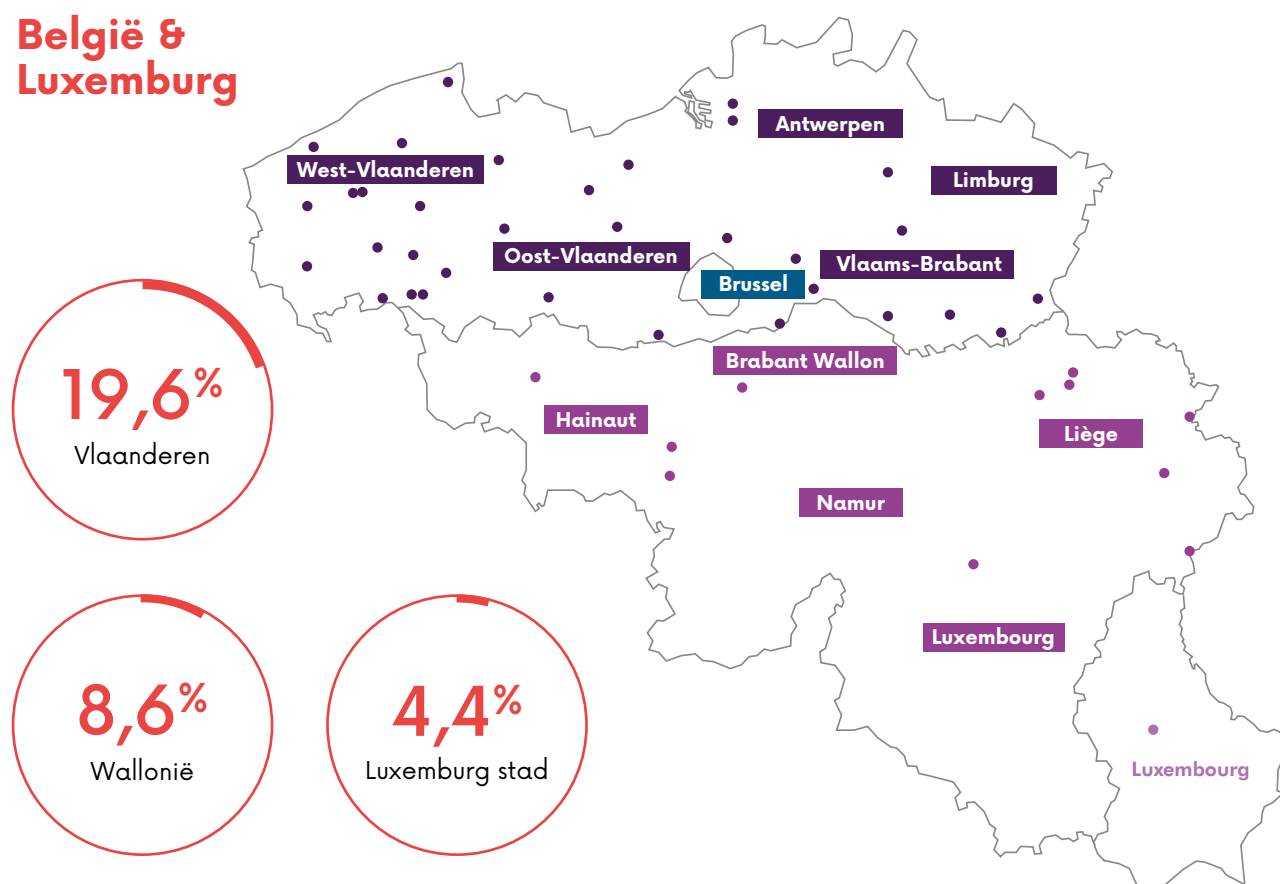 België &
Luxemburg
Antwerpen
West-Vlaanderen
Limburg
Oost-Vlaanderen
Vlaams-Brabant
Brussel
Brabant Wallon
Hainaut
Liège
Namur
Luxembourg
Luxembourg
19,6%
Vlaanderen
8,6%
Wallonië
4,4%
Luxemburg stad